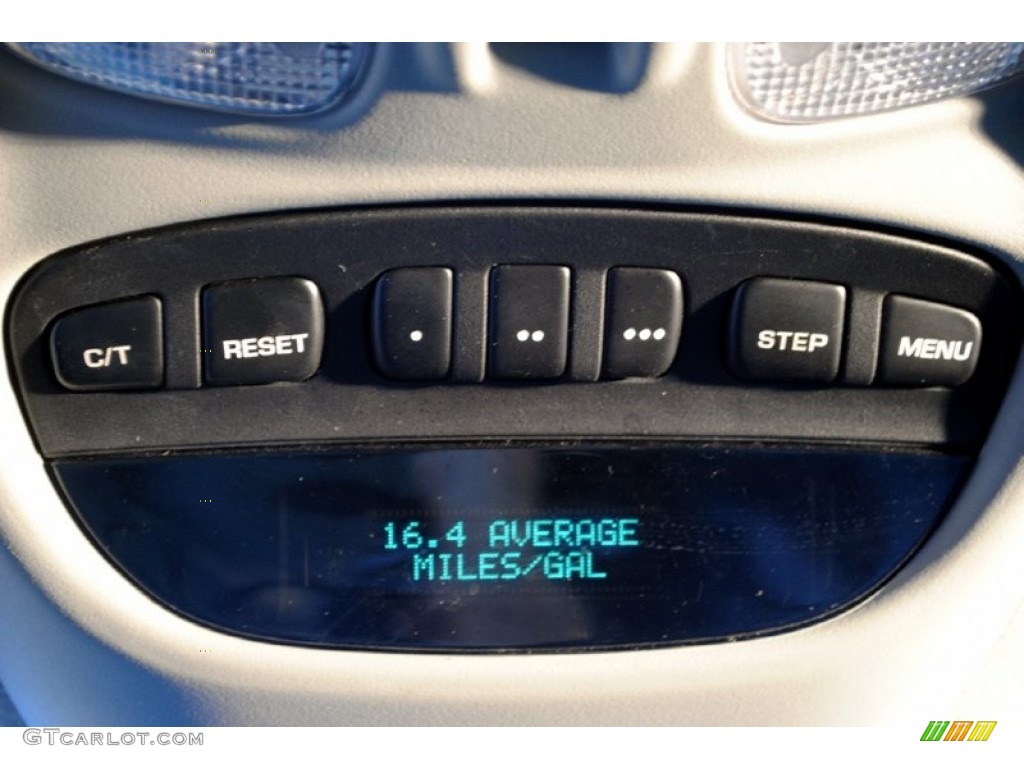 C/T RESET • •• ••• STEP MENU
16.4 AVERAGE
MILES/GAL
GTCARLOT.COM